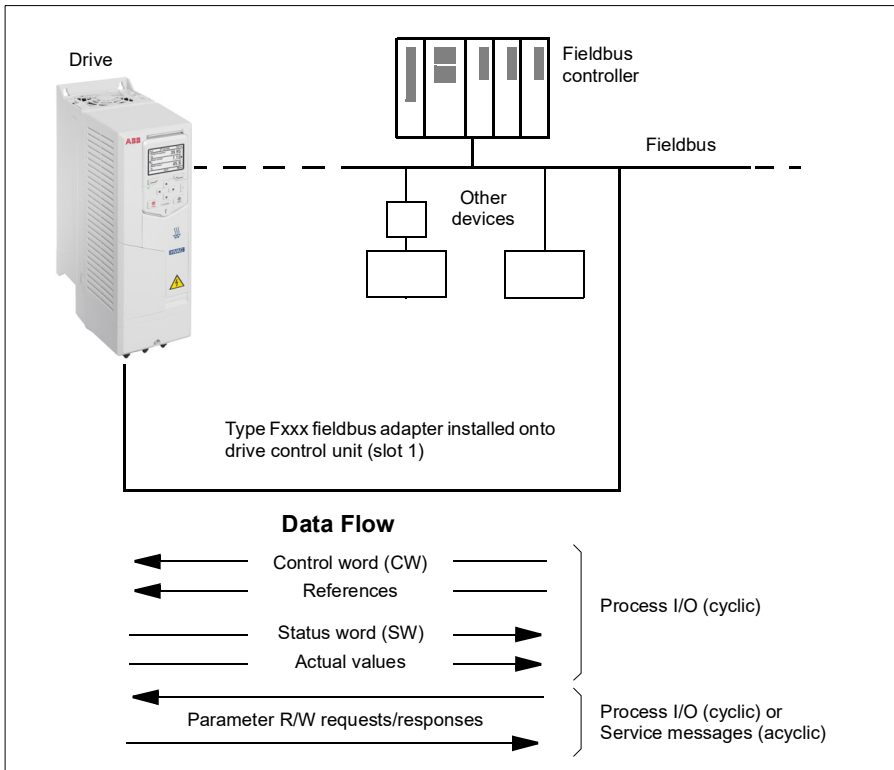 Drive
Fieldbus
controller
ABB
Fieldbus
Other
devices
Type Fxxx fieldbus adapter installed onto
drive control unit (slot 1)
Data Flow
Control word (CW)
References
Process I/O (cyclic)
Status word (SW)
Actual values
Parameter R/W requests/responses
Process I/O (cyclic) or
Service messages (acyclic)